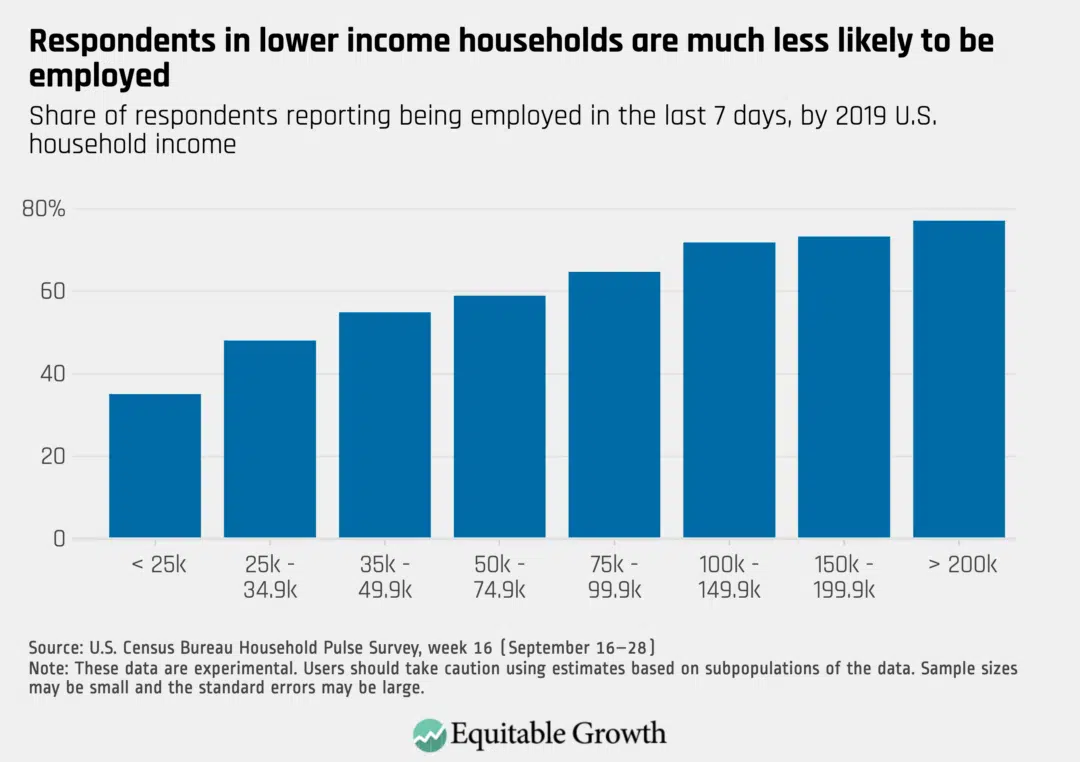 Respondents in lower income households are much less likely to be
employed
Share of respondents reporting being employed in the last 7 days, by 2019 U.S.
household income
80%
60
40
20
0
< 25k
25k -
34.9k
35k -
49.9k
50k -
74.9k
75k -
99.9k
100k -
149.9k
150k -
199.9k
> 200k
Source: U.S. Census Bureau Household Pulse Survey, week 16 (September 16–28)
Note: These data are experimental. Users should take caution using estimates based on subpopulations of the data. Sample sizes
may be small and the standard errors may be large.
Equitable Growth